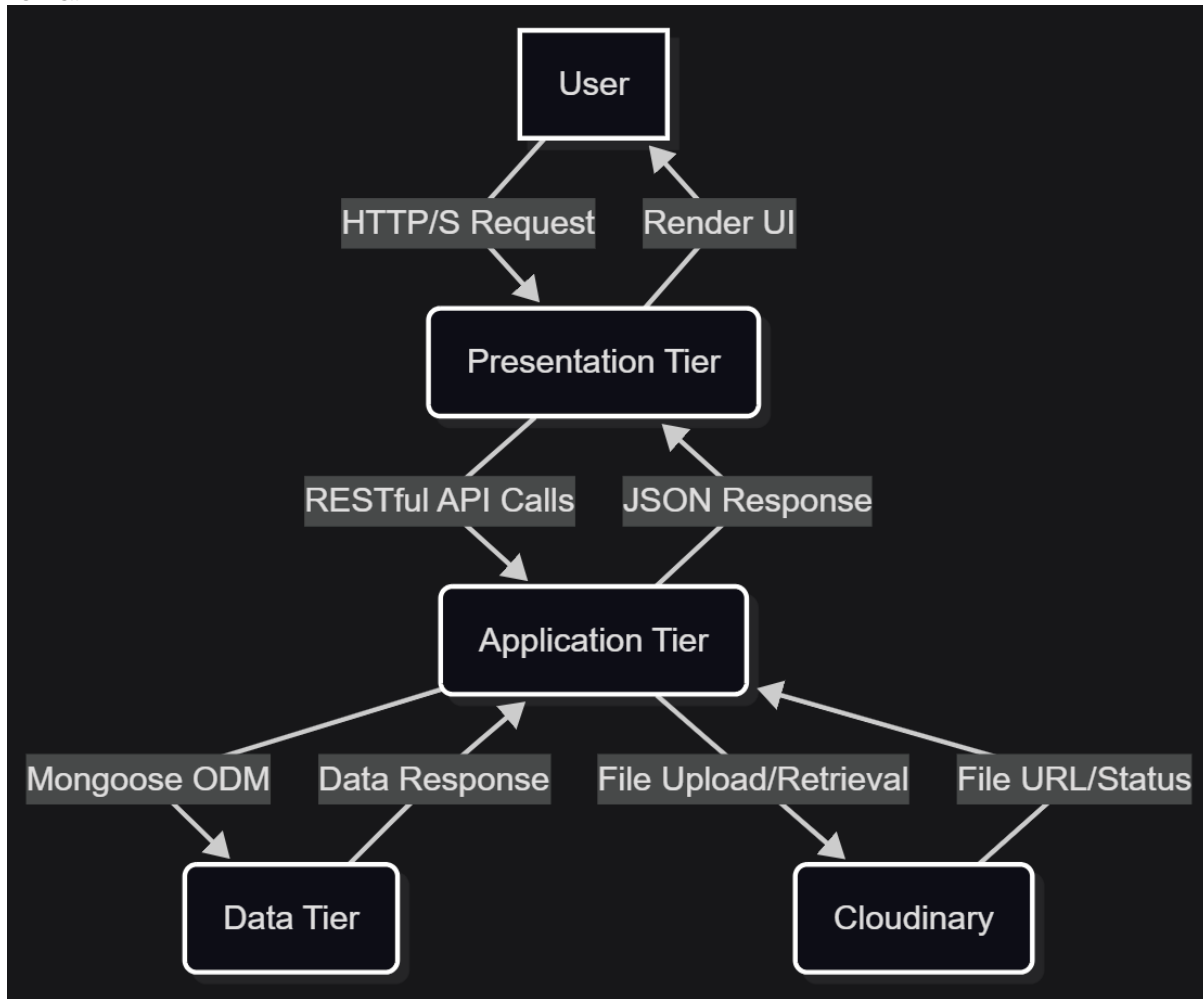 User
HTTP/S Request
Render UI
Presentation Tier
RESTful API Calls
JSON Response
Application Tier
Mongoose ODM
Data Response
File Upload/Retrieval
File URL/Status
Data Tier
Cloudinary